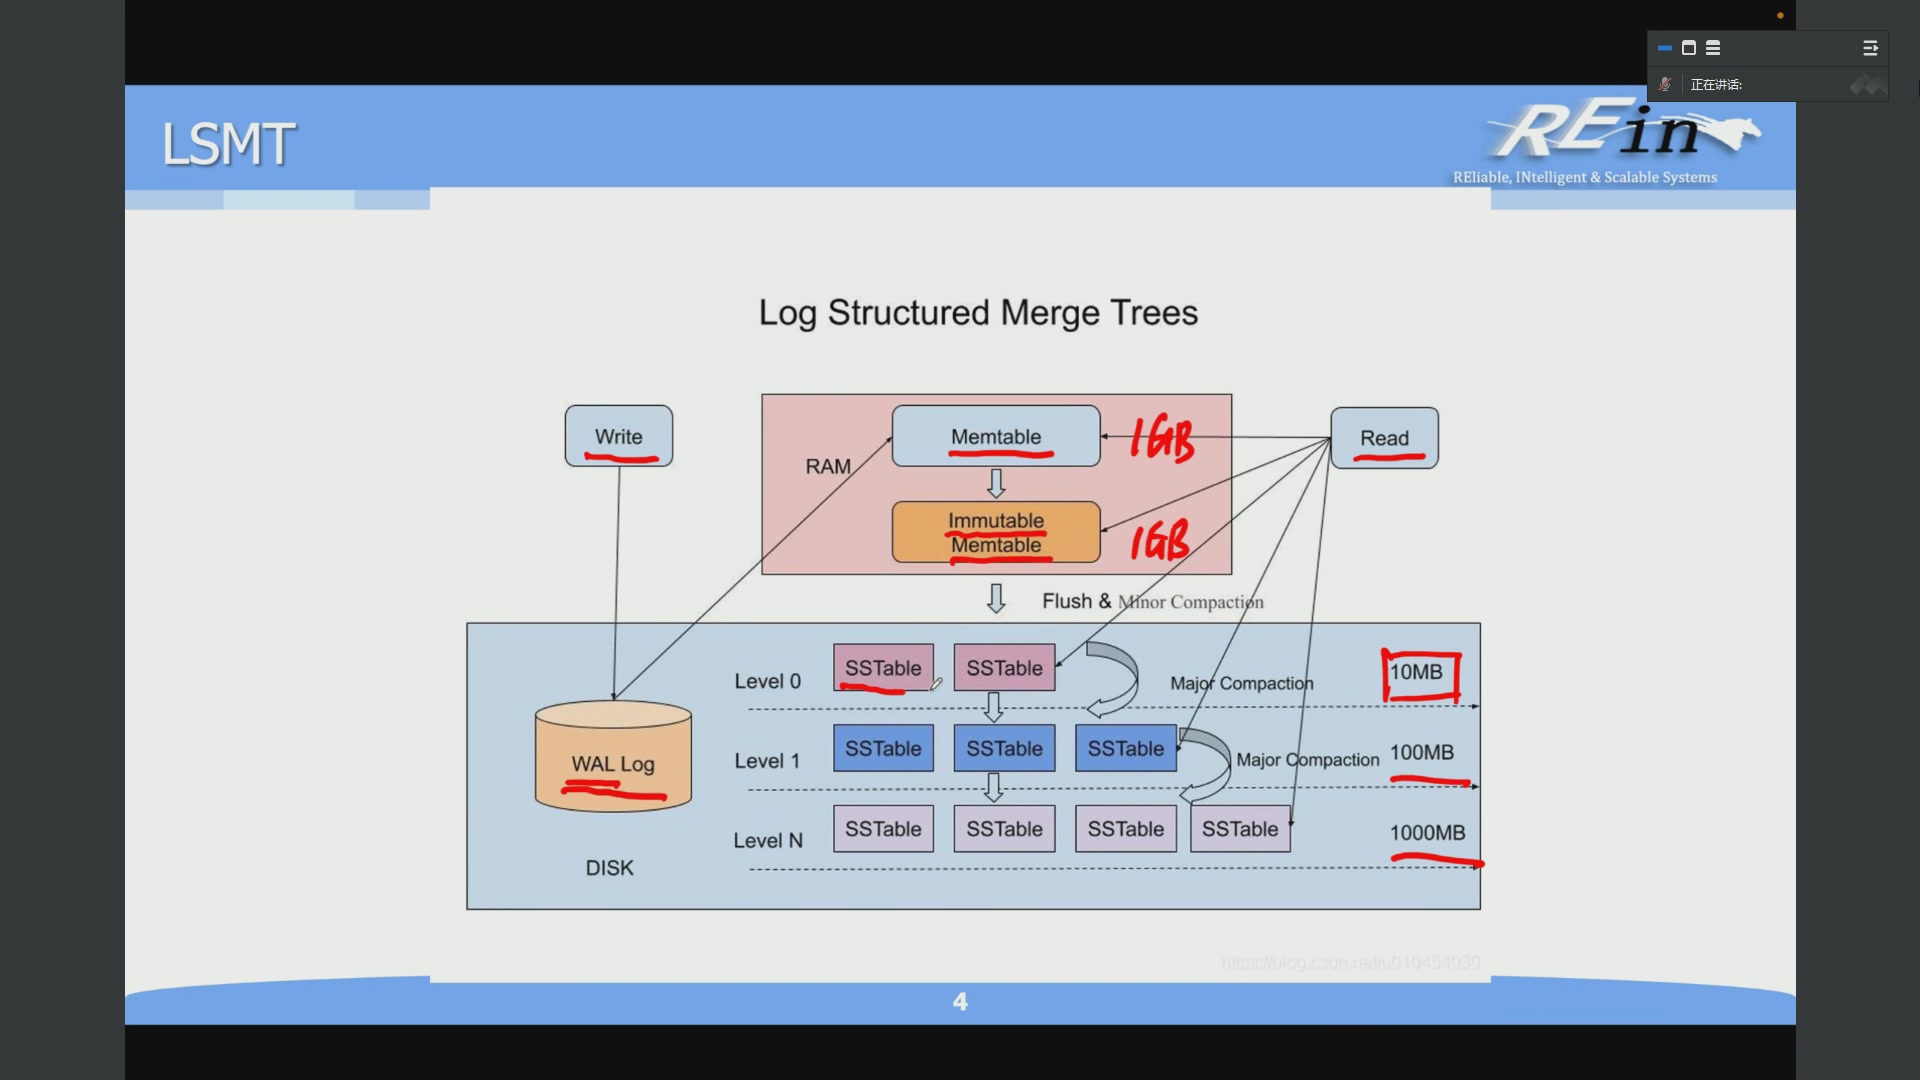 正在讲话:
LSMT
REin
REliable, INtelligent & Scalable Systems
Log Structured Merge Trees
Write
RAM
Memtable
1GB
Read
Immutable
Memtable
1GB
Flush & Minor Compaction
Level 0
SSTable
SSTable
Major Compaction
10MB
Level 1
SSTable
SSTable
SSTable
Major Compaction
100MB
WAL Log
Level N
SSTable
SSTable
SSTable
SSTable
1000MB
DISK
https://blog.csdn.net/u010454030
4